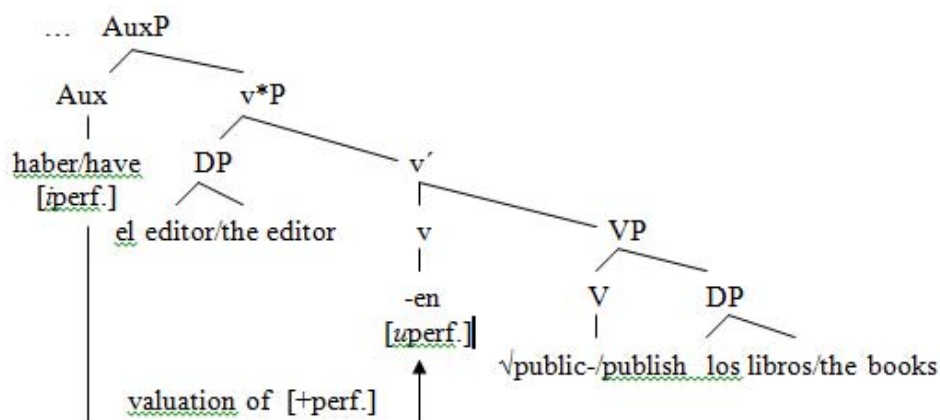 … AuxP
Aux v*P
haber/have DP v´
[iperf.]
el editor/the editor v VP
-en V DP
[uperf.]
√public-/publish los libros/the books
valuation of [+perf.]